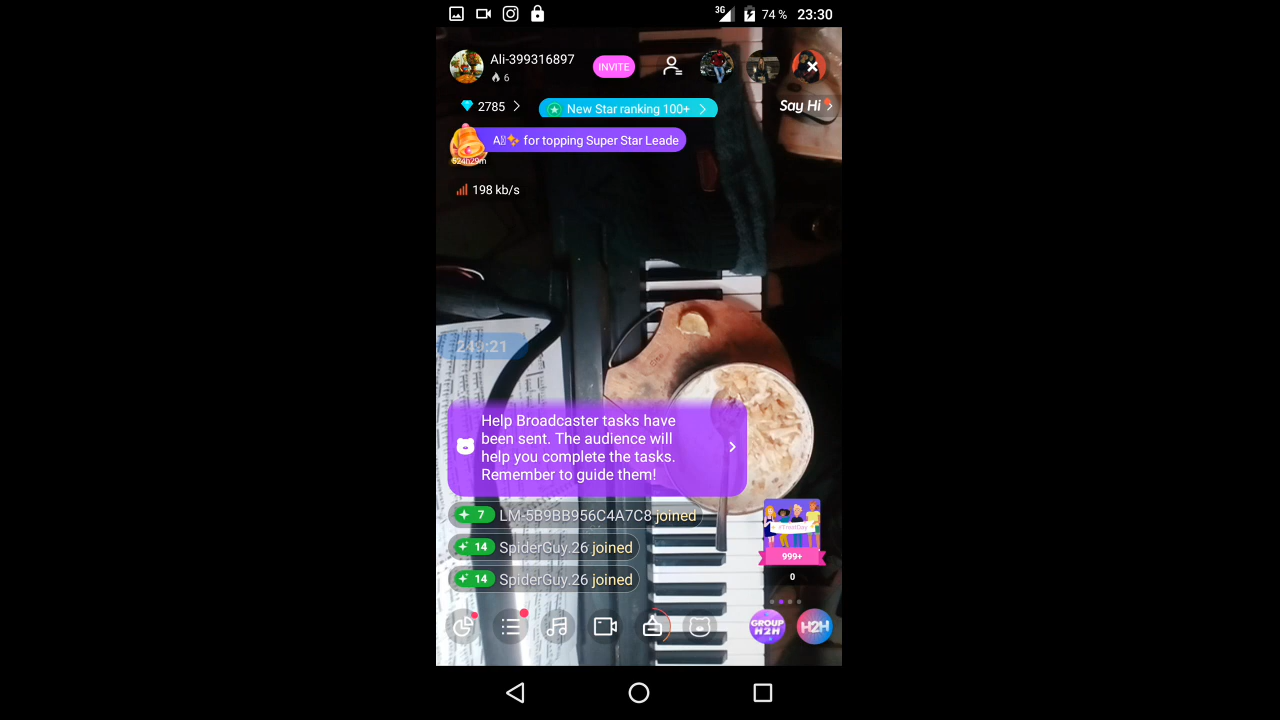 3G 74 % 23:30
Ali-399316897
6
INVITE
2785
New Star ranking 100+
Say Hi
for topping Super Star Leade
198 kb/s
Help Broadcaster tasks have
been sent. The audience will
help you complete the tasks.
Remember to guide them!
7 LM-5B9BB956C4A7C8 joined
14 SpiderGuy.26 joined
14 SpiderGuy.26 joined
999+
0
GROUP
H2H
H2H